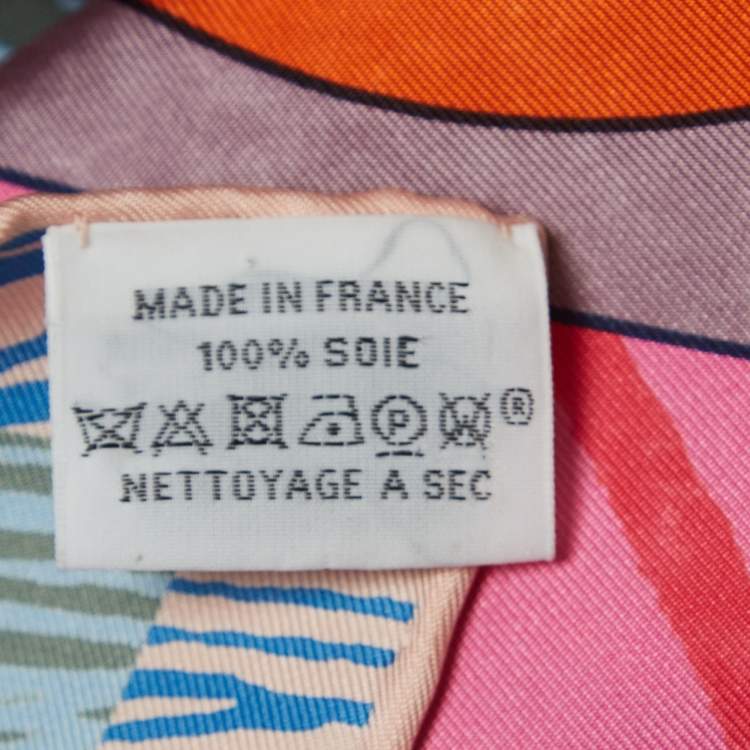 MADE IN FRANCE
100% SOIE
P W ®
NETTOYAGE A SEC